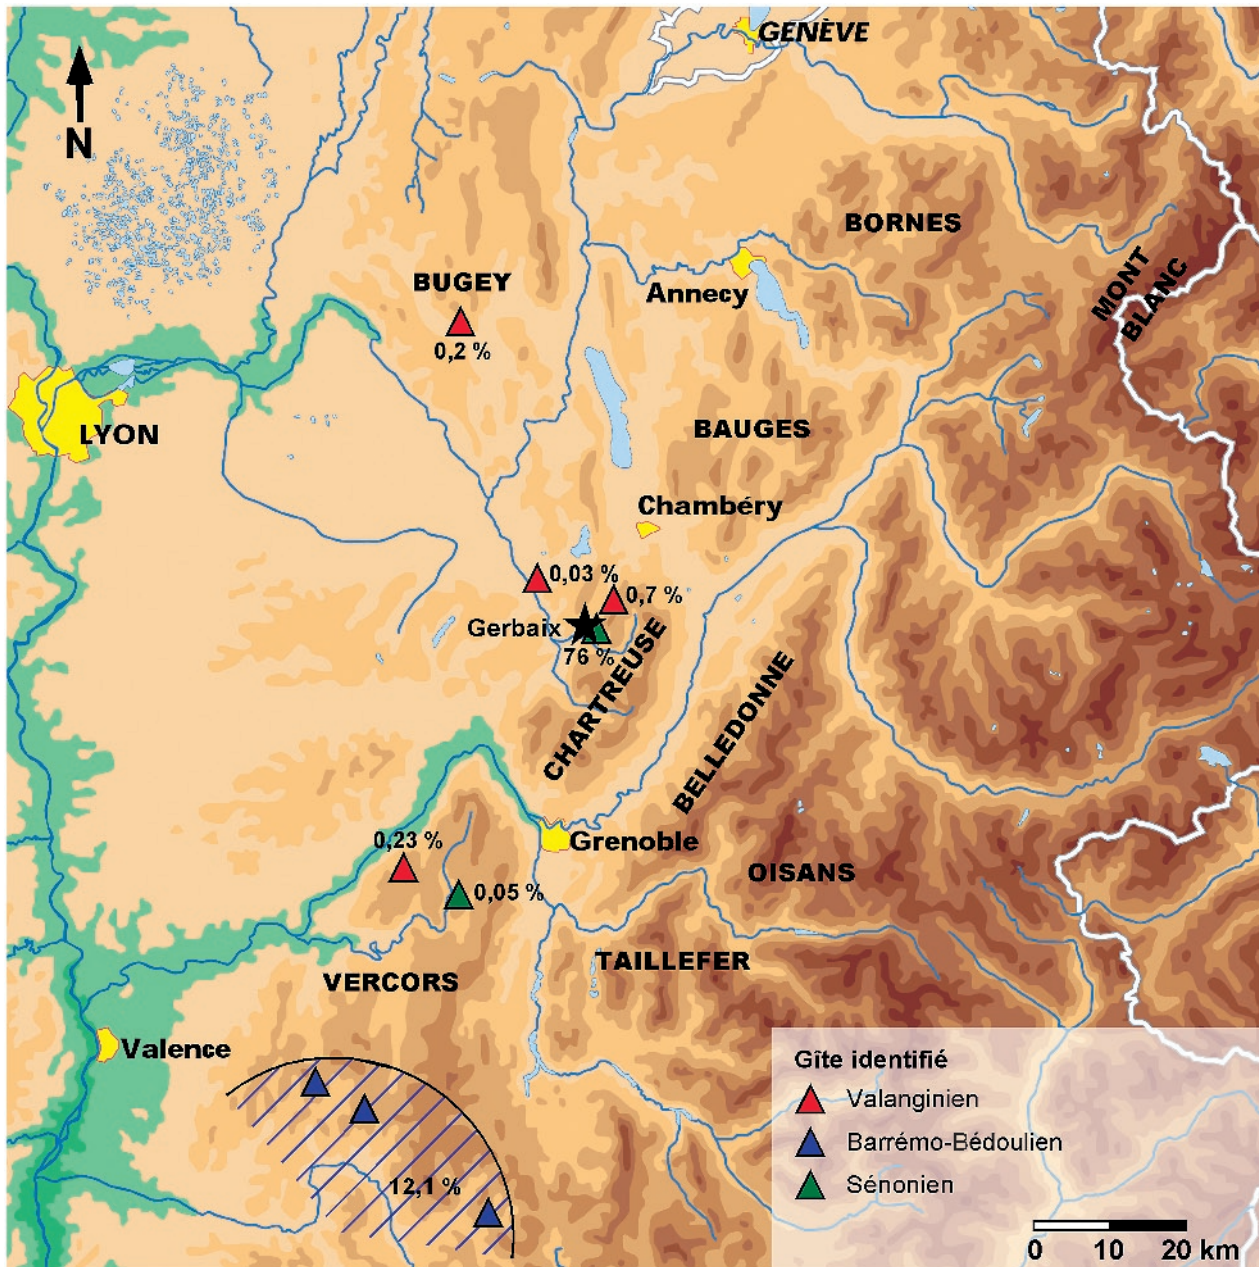 GENÈVE
N
BORNES
BUGEY
Annecy
MONT
BLANC
0,2 %
LYON
BAUGES
Chambéry
0,03 %
0,7 %
Gerbaix
76 %
CHARTREUSE
BELLEDONNE
0,23 %
Grenoble
OISANS
0,05 %
TAILLEFER
VERCORS
Valence
12,1 %
Gîte identifié
Valanginien
Barrémo-Bédoulien
Sénonien
0 10 20 km